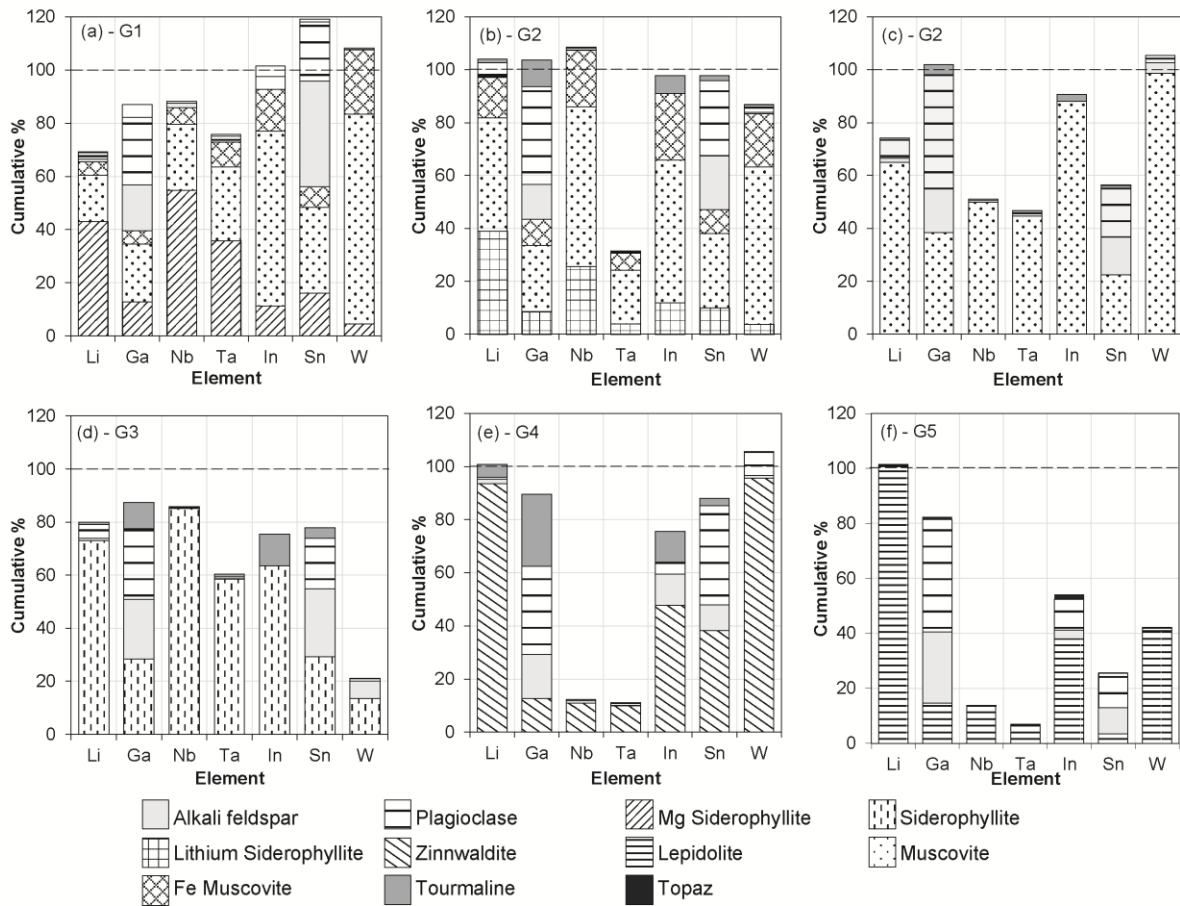 (a) - G1
120
100
80
60
40
20
0
Cumulative %
Li Ga Nb Ta In Sn W
Element
(b) - G2
120
100
80
60
40
20
0
Cumulative %
Li Ga Nb Ta In Sn W
Element
(c) - G2
120
100
80
60
40
20
0
Cumulative %
Li Ga Nb Ta In Sn W
Element
(d) - G3
120
100
80
60
40
20
0
Cumulative %
Li Ga Nb Ta In Sn W
Element
(e) - G4
120
100
80
60
40
20
0
Cumulative %
Li Ga Nb Ta In Sn W
Element
(f) - G5
120
100
80
60
40
20
0
Cumulative %
Li Ga Nb Ta In Sn W
Element
Alkali feldspar Plagioclase Mg Siderophyllite Siderophyllite
Lithium Siderophyllite Zinnwaldite Lepidolite Muscovite
Fe Muscovite Tourmaline Topaz